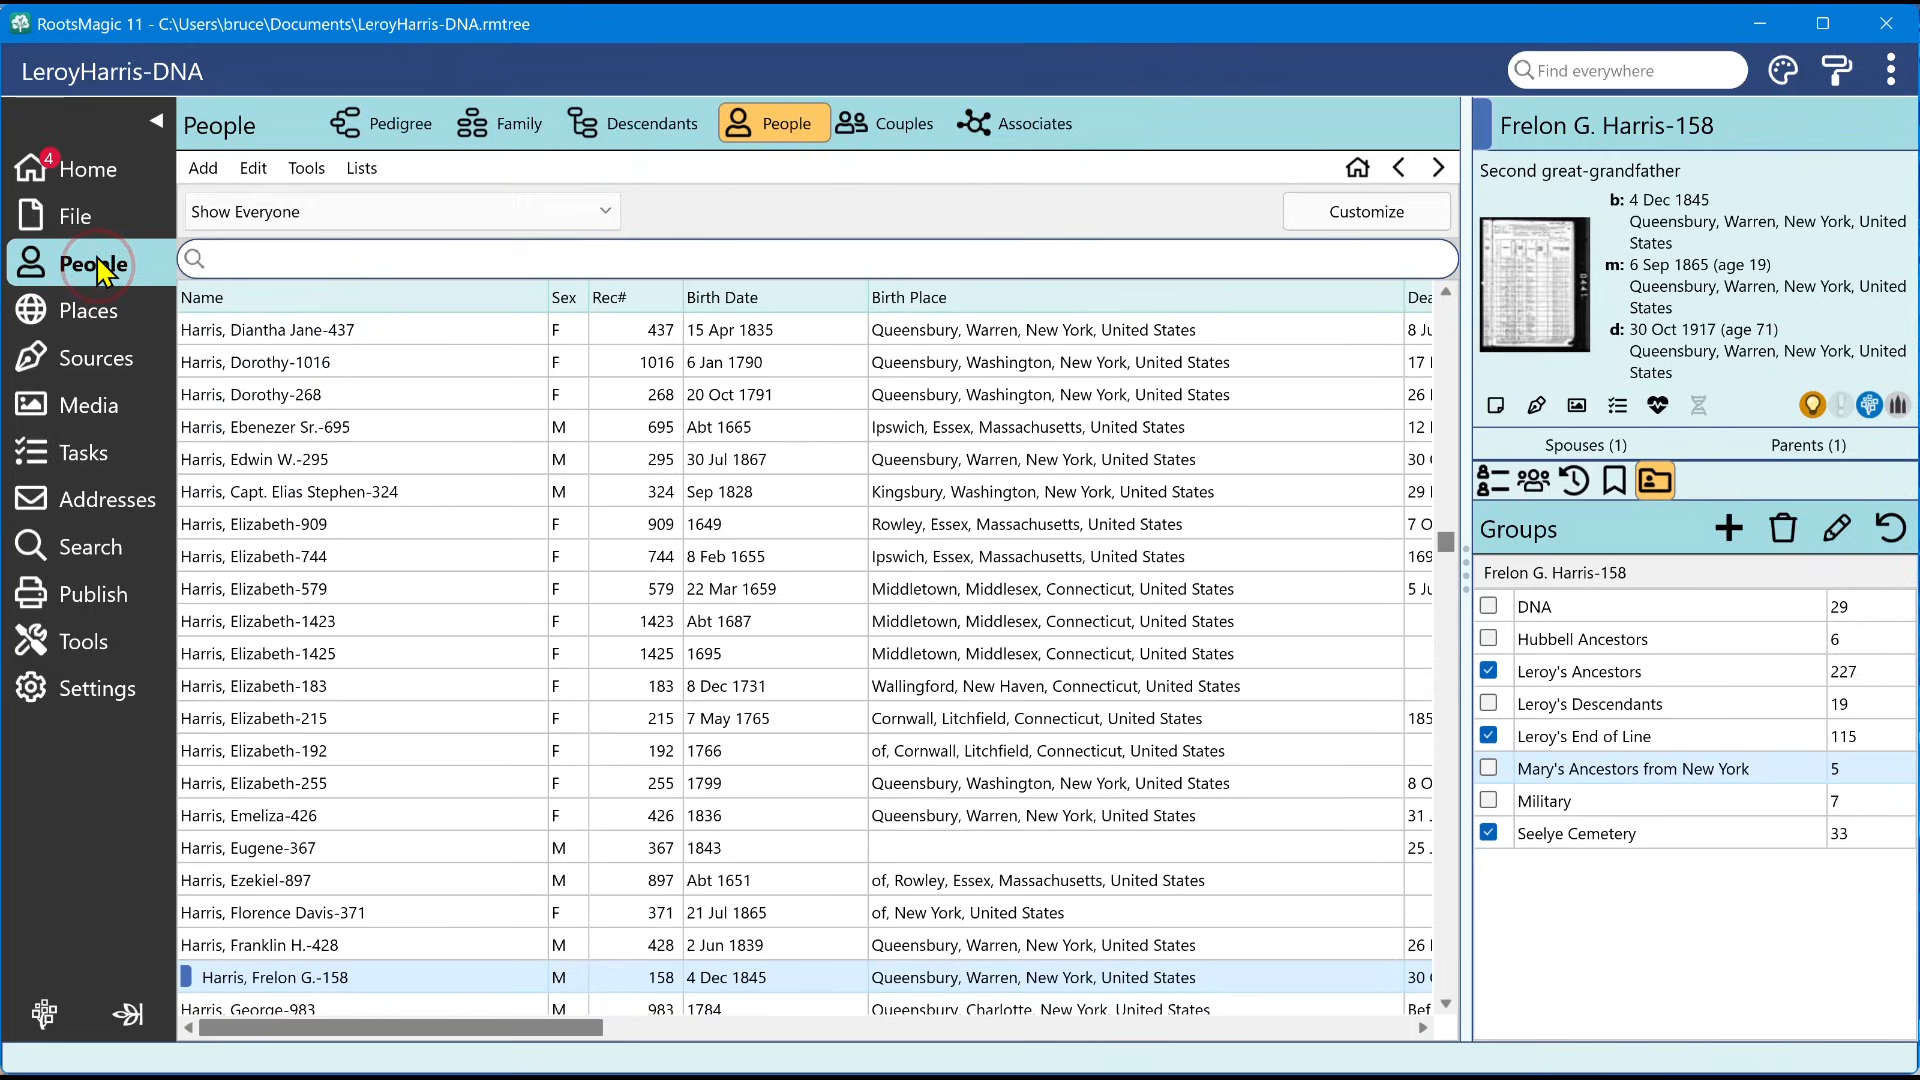 RootsMagic 11 - C:\Users\bruce\Documents\LeroyHarris-DNA.rmtree
LeroyHarris-DNA
Find everywhere
4
Home
File
People
Places
Sources
Media
Tasks
Addresses
Search
Publish
Tools
Settings
People
Pedigree
Family
Descendants
People
Couples
Associates
Add Edit Tools Lists
Show Everyone
Customize
Name Sex Rec# Birth Date Birth Place
Harris, Diantha Jane-437 F 437 15 Apr 1835 Queensbury, Warren, New York, United States
Harris, Dorothy-1016 F 1016 6 Jan 1790 Queensbury, Washington, New York, United States 17
Harris, Dorothy-268 F 268 20 Oct 1791 Queensbury, Washington, New York, United States 26
Harris, Ebenezer Sr.-695 M 695 Abt 1665 Ipswich, Essex, Massachusetts, United States 12
Harris, Edwin W.-295 M 295 30 Jul 1867 Queensbury, Warren, New York, United States 30
Harris, Capt. Elias Stephen-324 M 324 Sep 1828 Kingsbury, Washington, New York, United States 29
Harris, Elizabeth-909 F 909 1649 Rowley, Essex, Massachusetts, United States 7
Harris, Elizabeth-744 F 744 8 Feb 1655 Ipswich, Essex, Massachusetts, United States 169
Harris, Elizabeth-579 F 579 22 Mar 1659 Middletown, Middlesex, Connecticut, United States 5
Harris, Elizabeth-1423 F 1423 Abt 1687 Middletown, Middlesex, Connecticut, United States
Harris, Elizabeth-1425 F 1425 1695 Middletown, Middlesex, Connecticut, United States
Harris, Elizabeth-183 F 183 8 Dec 1731 Wallingford, New Haven, Connecticut, United States
Harris, Elizabeth-215 F 215 7 May 1765 Cornwall, Litchfield, Connecticut, United States 185
Harris, Elizabeth-192 F 192 1766 of, Cornwall, Litchfield, Connecticut, United States
Harris, Elizabeth-255 F 255 1799 Queensbury, Washington, New York, United States 8
Harris, Emeliza-426 F 426 1836 Queensbury, Warren, New York, United States 31
Harris, Eugene-367 M 367 1843 25
Harris, Ezekiel-897 M 897 Abt 1651 of, Rowley, Essex, Massachusetts, United States
Harris, Florence Davis-371 F 371 21 Jul 1865 of, New York, United States
Harris, Franklin H.-428 M 428 2 Jun 1839 Queensbury, Warren, New York, United States 26
Harris, Frelon G.-158 M 158 4 Dec 1845 Queensbury, Warren, New York, United States 30
Harris, George-983 M 983 1784 Queensbury, Charlotte, New York, United States Bef
Frelon G. Harris-158
Second great-grandfather
b: 4 Dec 1845
Queensbury, Warren, New York, United
States
m: 6 Sep 1865 (age 19)
Queensbury, Warren, New York, United
States
d: 30 Oct 1917 (age 71)
Queensbury, Warren, New York, United
States
Spouses (1) Parents (1)
Groups
Frelon G. Harris-158
DNA 29
Hubbell Ancestors 6
Leroy's Ancestors 227
Leroy's Descendants 19
Leroy's End of Line 115
Mary's Ancestors from New York 5
Military 7
Seelye Cemetery 33